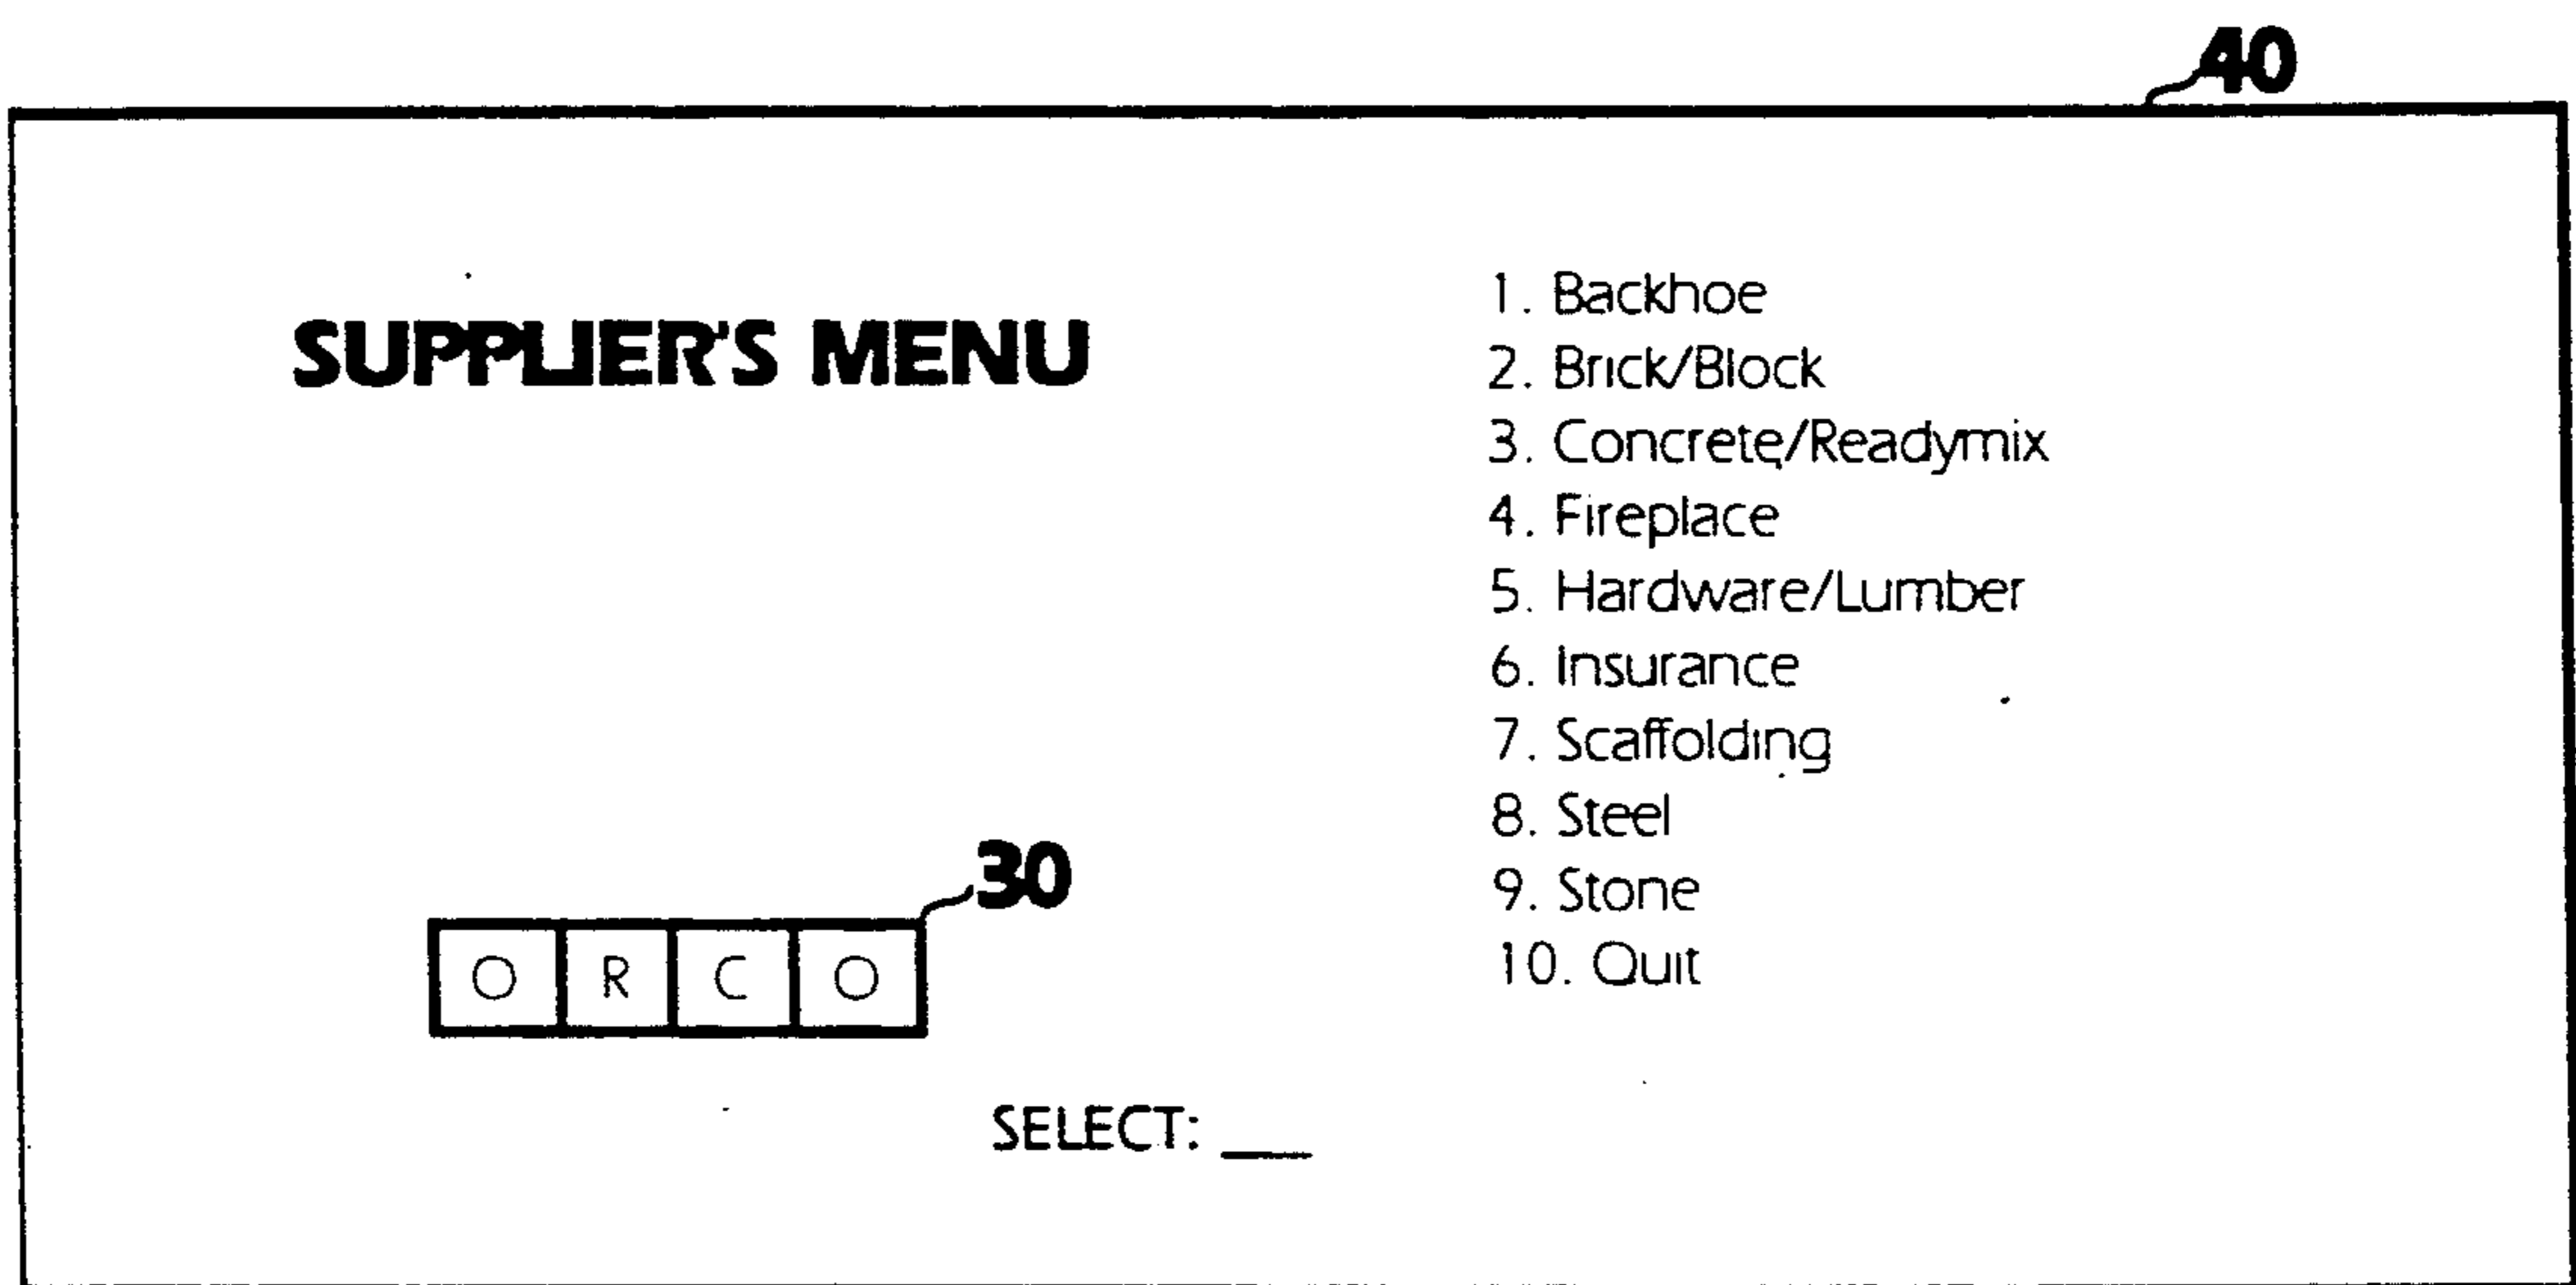 40
SUPPLIER'S MENU
1. Backhoe
2. Brick/Block
3. Concrete/Readymix
4. Fireplace
5. Hardware/Lumber
6. Insurance
7. Scaffolding
8. Steel
9. Stone
10. Quit
30
O R C O
SELECT: __